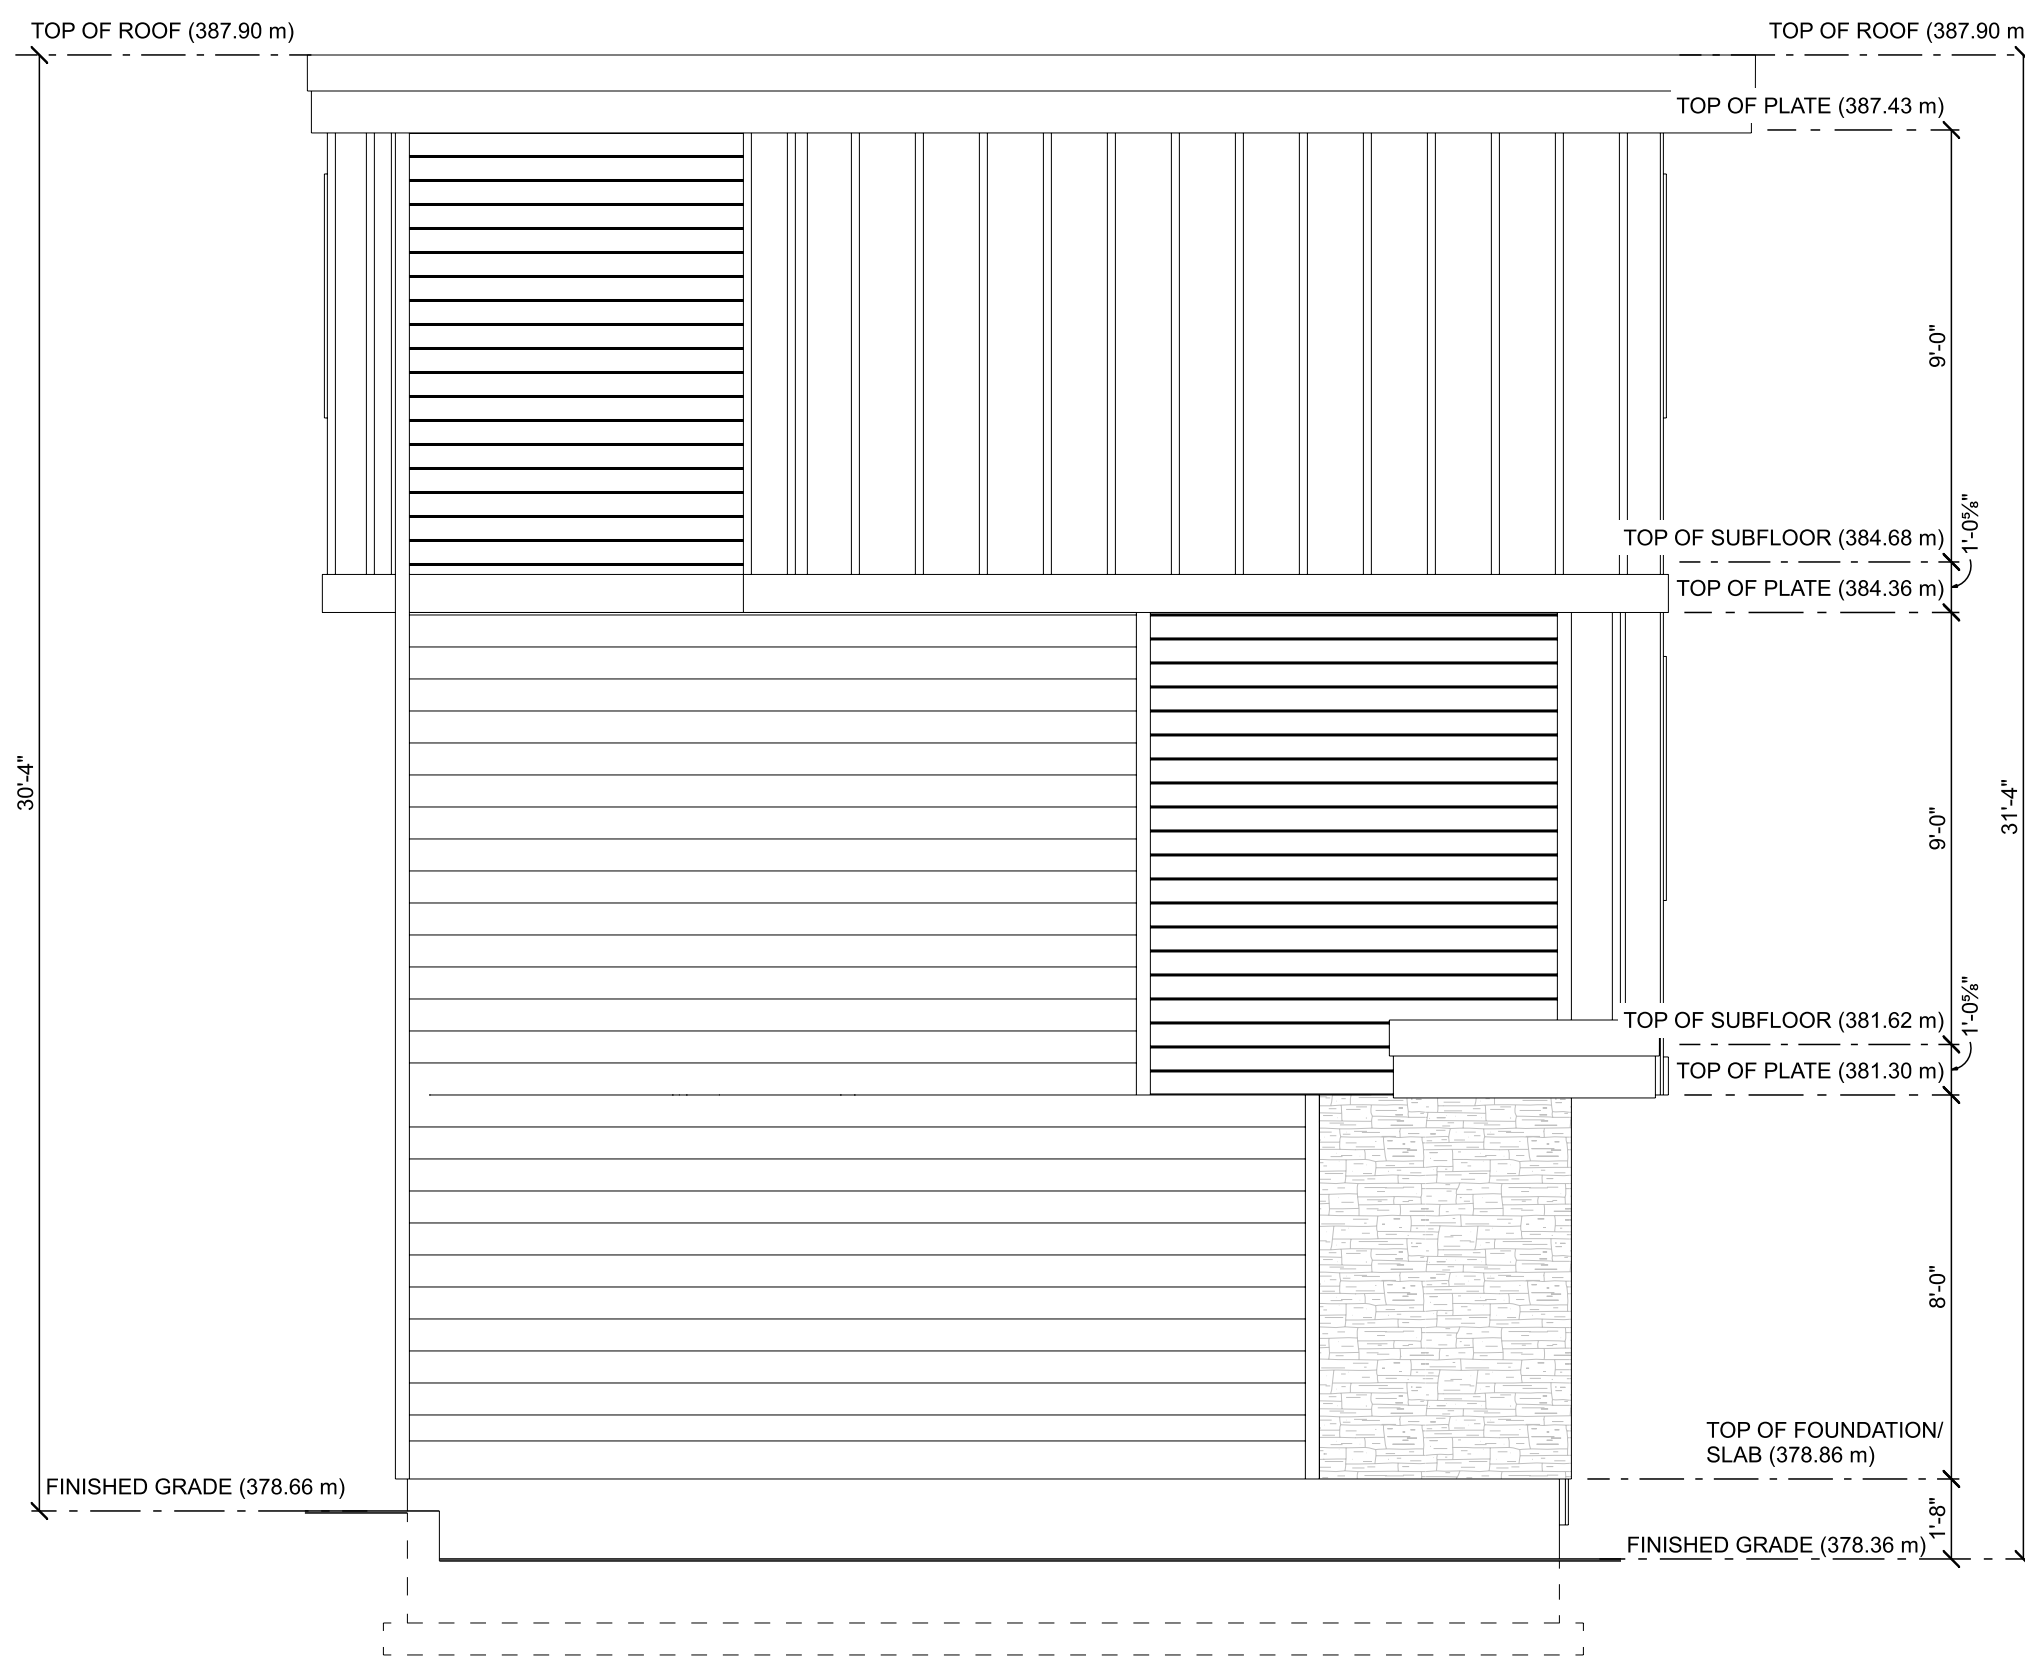 TOP OF ROOF (387.90 m)
TOP OF ROOF (387.90 m
TOP OF PLATE (387.43 m)
9'-0"
1'-0⅝"
TOP OF SUBFLOOR (384.68 m)
TOP OF PLATE (384.36 m)
30'-4"
9'-0"
31'-4"
1'-0⅝"
TOP OF SUBFLOOR (381.62 m)
TOP OF PLATE (381.30 m)
8'-0"
TOP OF FOUNDATION/
SLAB (378.86 m)
FINISHED GRADE (378.66 m)
1'-8"
FINISHED GRADE (378.36 m)